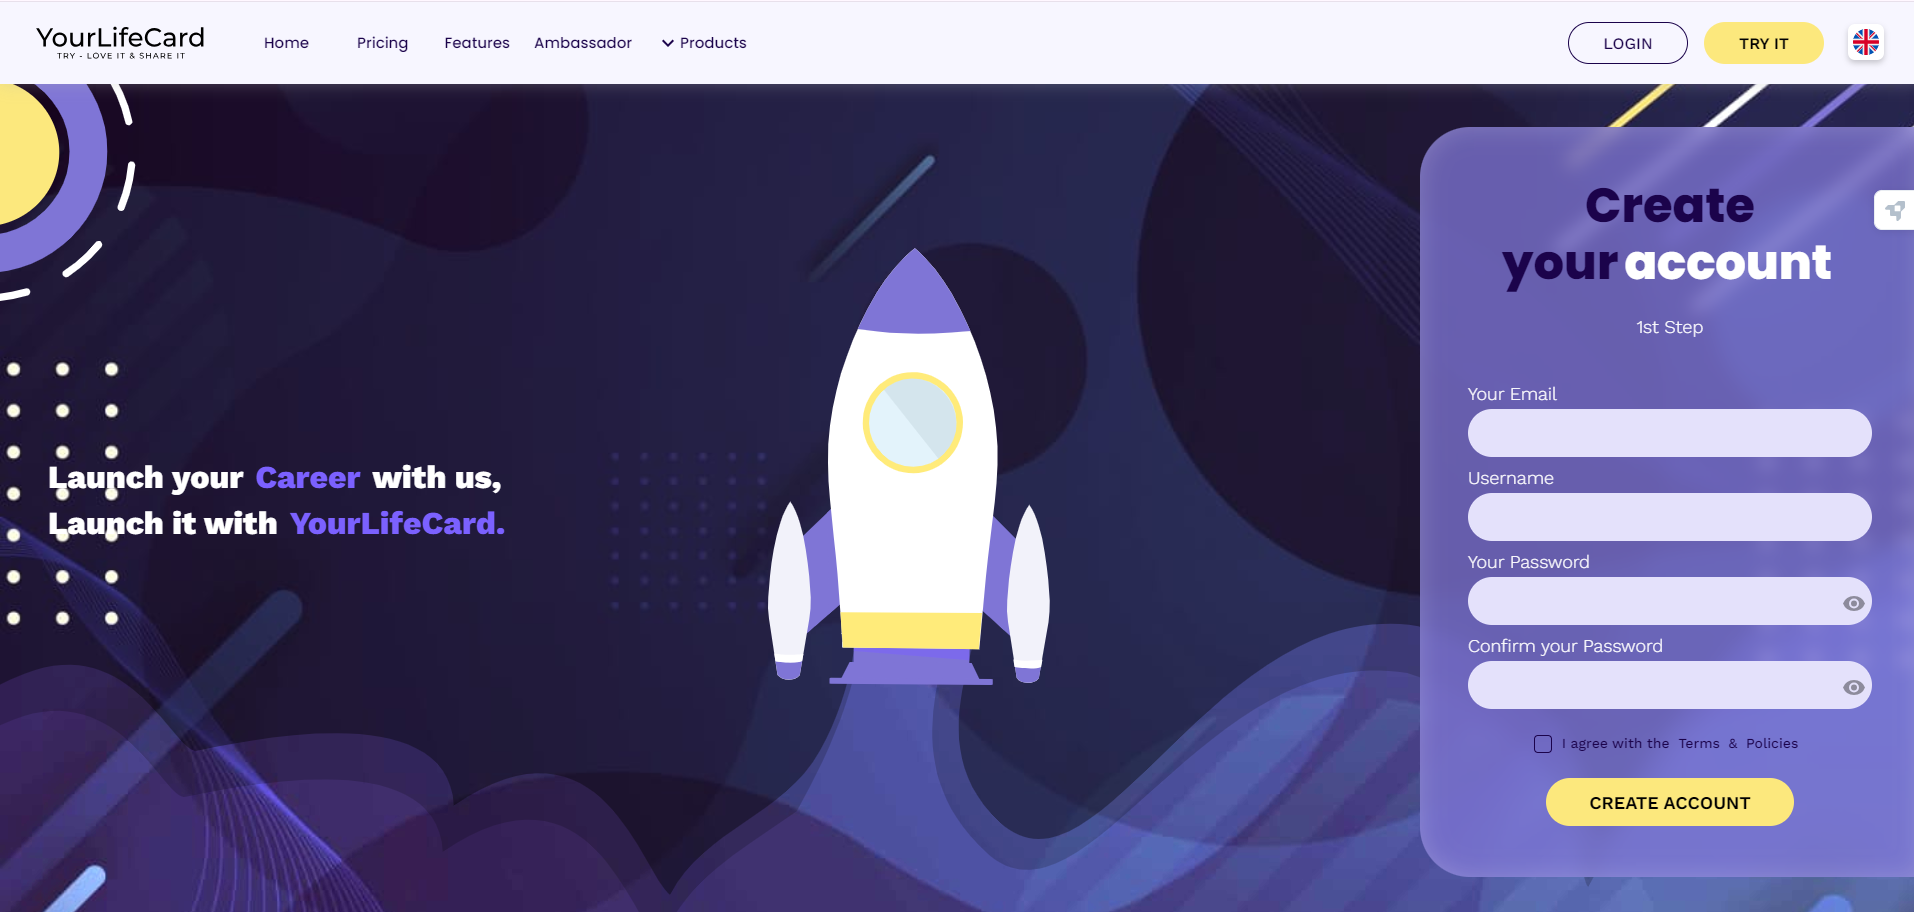 YourLifeCard
TRY - LOVE IT & SHARE IT
Home
Pricing
Features
Ambassador
Products
LOGIN
TRY IT
Launch your Career with us,
Launch it with YourLifeCard.
Create
your account
1st Step
Your Email
Username
Your Password
Confirm your Password
I agree with the Terms & Policies
CREATE ACCOUNT